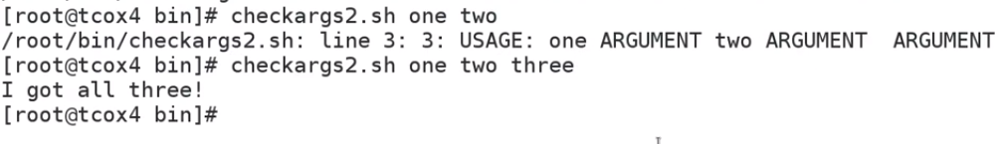 [root@tcox4 bin]# checkargs2.sh one two
/root/bin/checkargs2.sh: line 3: 3: USAGE: one ARGUMENT two ARGUMENT  ARGUMENT
[root@tcox4 bin]# checkargs2.sh one two three
I got all three!
[root@tcox4 bin]#